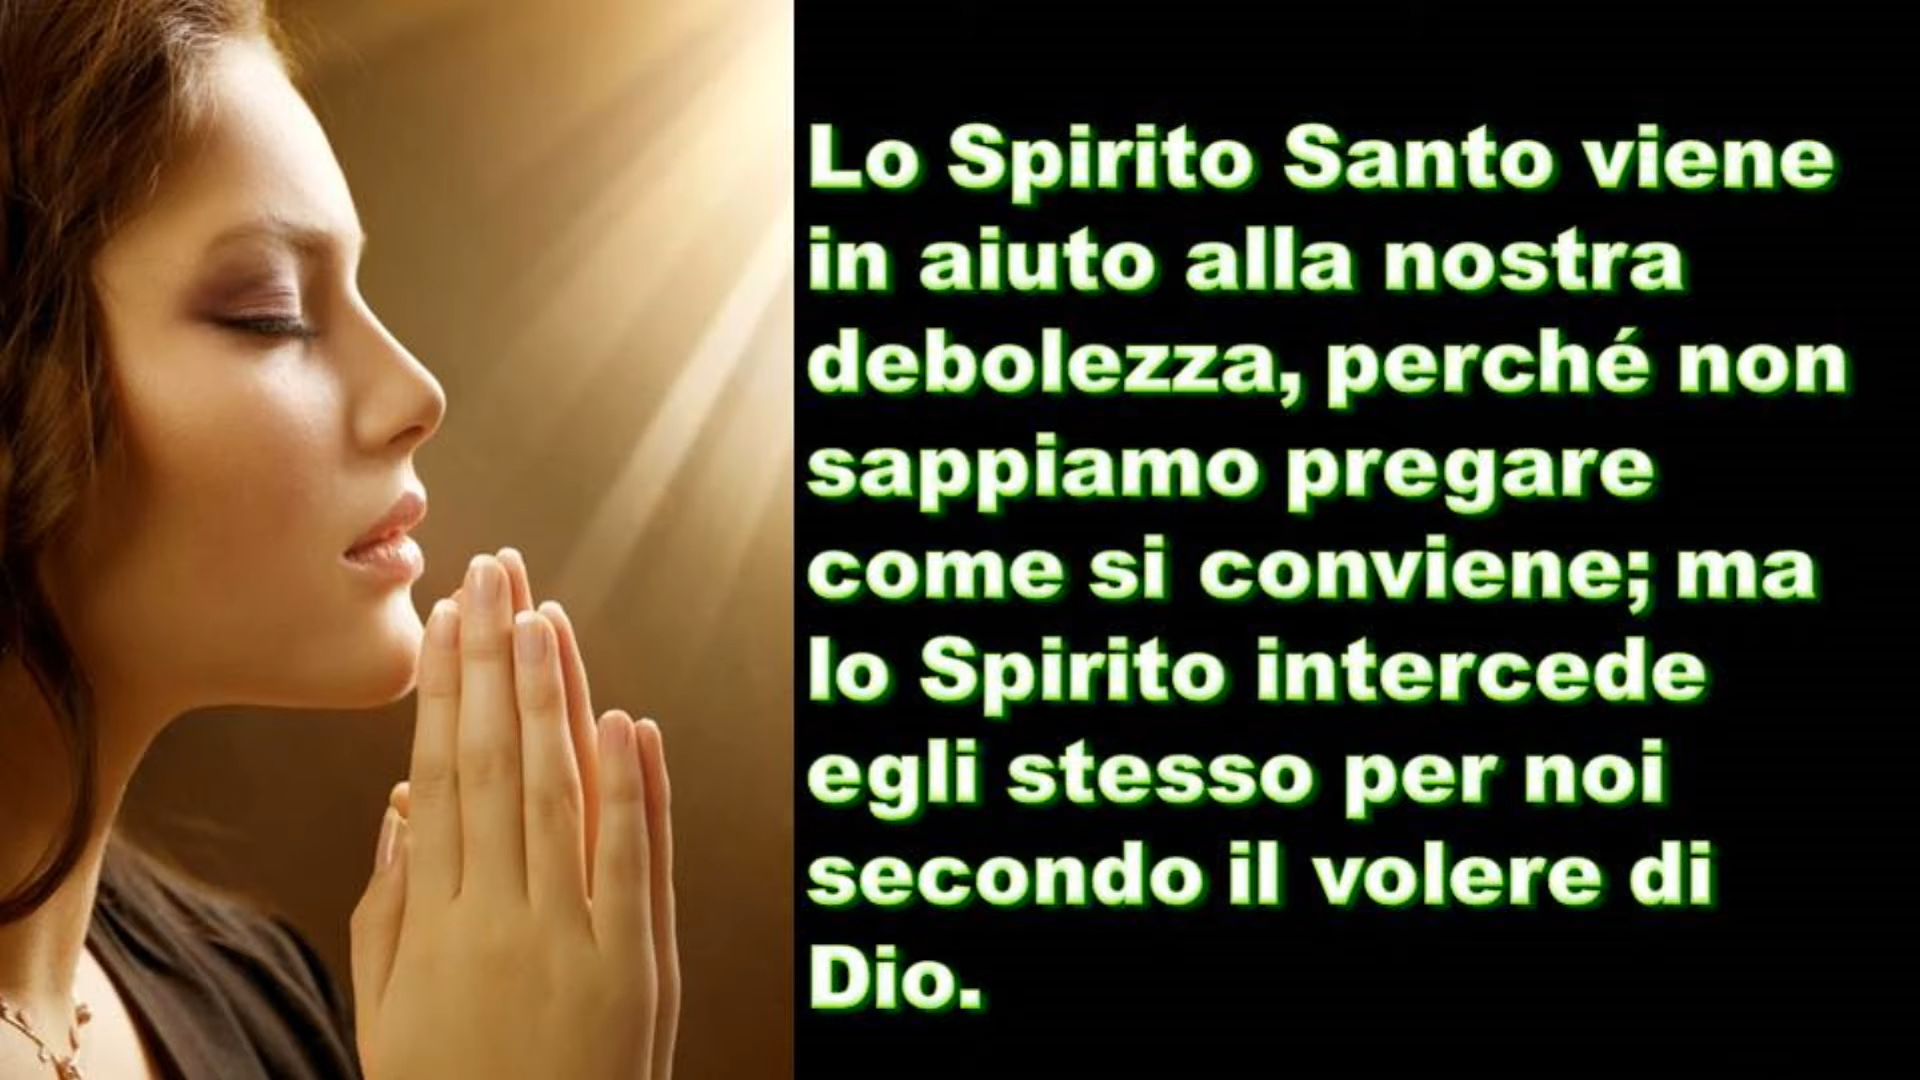 Lo Spirito Santo viene
in aiuto alla nostra
debolezza, perché non
sappiamo pregare
come si conviene; ma
lo Spirito intercede
egli stesso per noi
secondo il volere di
Dio.